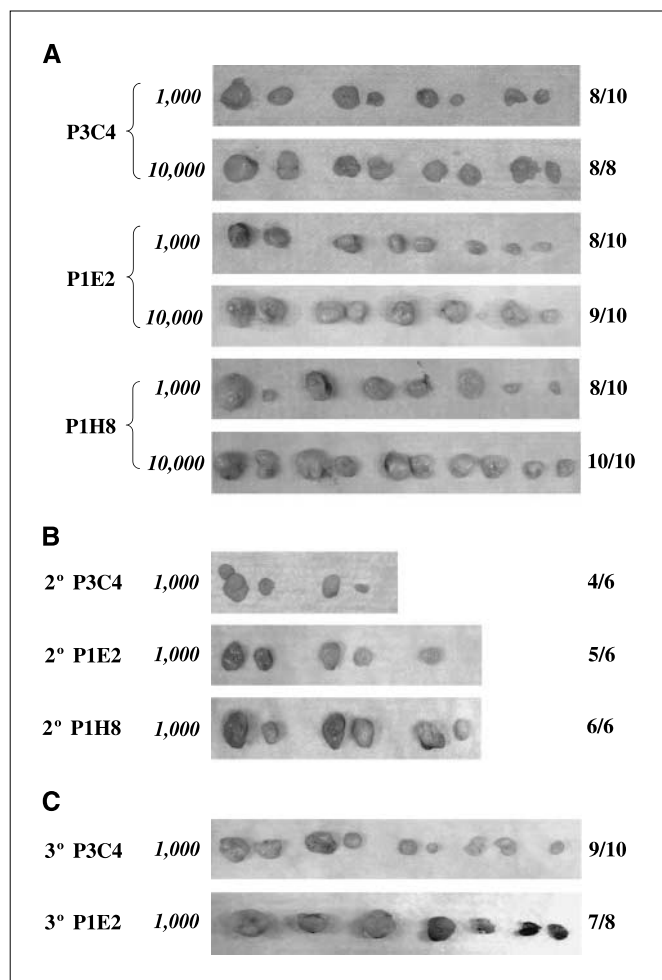 A
1,000 8/10
P3C4
10,000 8/8
1,000 8/10
P1E2
10,000 9/10
1,000 8/10
P1H8
10,000 10/10
B
2º P3C4 1,000 4/6
2º P1E2 1,000 5/6
2º P1H8 1,000 6/6
C
3º P3C4 1,000 9/10
3º P1E2 1,000 7/8